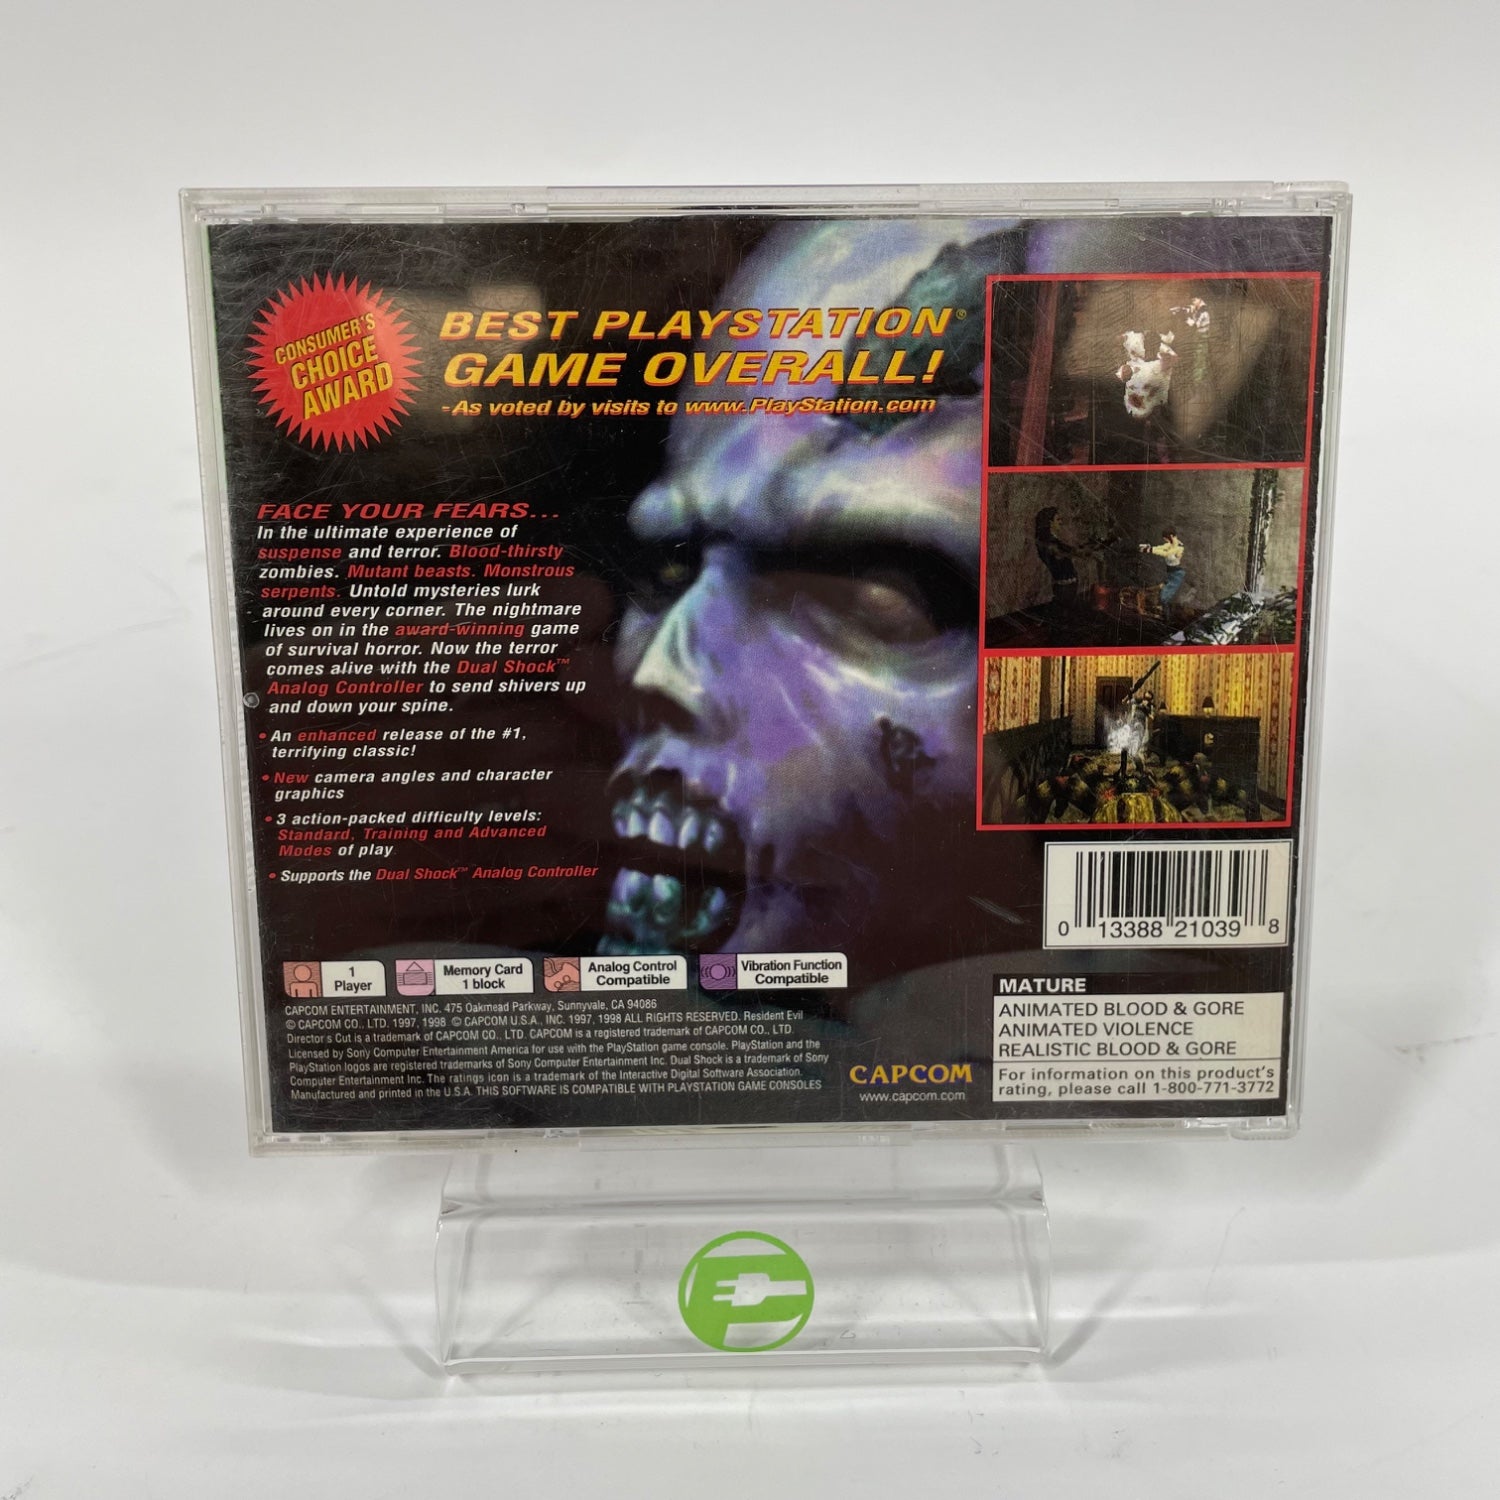 CONSUMER'S
CHOICE
AWARD
BEST PLAYSTATION®
GAME OVERALL!
- As voted by visits to www.PlayStation.com
FACE YOUR FEARS...
In the ultimate experience of
suspense and terror. Blood-thirsty
zombies. Mutant beasts. Monstrous
serpents. Untold mysteries lurk
around every corner. The nightmare
lives on in the award-winning game
of survival horror. Now the terror
comes alive with the Dual Shock™
Analog Controller to send shivers up
and down your spine.
• An enhanced release of the #1,
terrifying classic!
• New camera angles and character
graphics
• 3 action-packed difficulty levels:
Standard, Training and Advanced
Modes of play
• Supports the Dual Shock™ Analog Controller
1
Player
Memory Card
1 block
Analog Control
Compatible
Vibration Function
Compatible
CAPCOM ENTERTAINMENT, INC. 475 Oakmead Parkway, Sunnyvale, CA 94086
© CAPCOM CO., LTD. 1997, 1998 © CAPCOM U.S.A., INC. 1997, 1998 ALL RIGHTS RESERVED. Resident Evil
Director's Cut is a trademark of CAPCOM CO., LTD. CAPCOM is a registered trademark of CAPCOM CO., LTD.
Licensed by Sony Computer Entertainment America for use with the PlayStation game console. PlayStation and the
PlayStation logos are registered trademarks of Sony Computer Entertainment Inc. Dual Shock is a trademark of Sony
Computer Entertainment Inc. The ratings icon is a trademark of the Interactive Digital Software Association.
Manufactured and printed in the U.S.A. THIS SOFTWARE IS COMPATIBLE WITH PLAYSTATION GAME CONSOLES
CAPCOM
www.capcom.com
0 13388 21039 8
MATURE
ANIMATED BLOOD & GORE
ANIMATED VIOLENCE
REALISTIC BLOOD & GORE
For information on this product's
rating, please call 1-800-771-3772